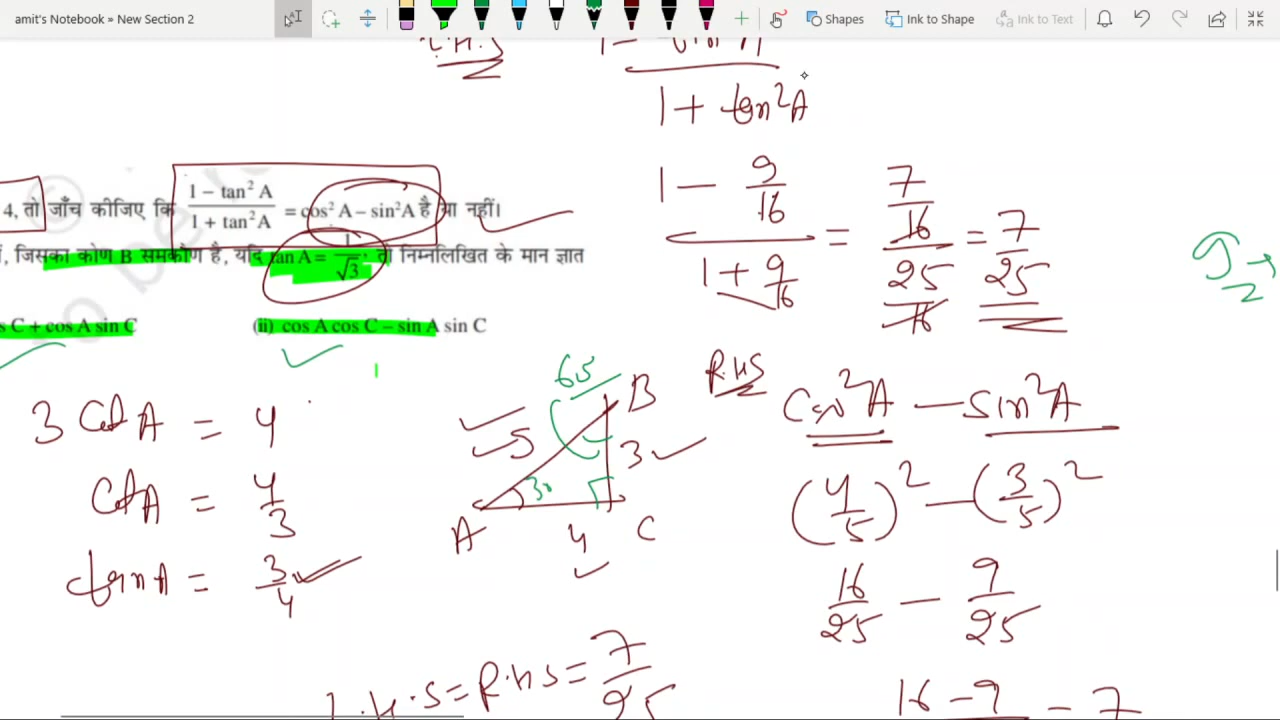 amit's Notebook » New Section 2
Shapes
Ink to Shape
Ink to Text
L.H.S
1 + tan²A
4, तो जाँच कीजिए कि (1 − tan² A)/(1 + tan² A) = cos² A − sin² A है या नहीं।
जिसका कोण B समकोण है, यदि tan A = 1/√3, तो निम्नलिखित के मान ज्ञात
s C + cos A sin C
(ii) cos A cos C − sin A sin C
(1 − 9/16)/(1 + 9/16) = (7/16)/(25/16) = 7/25
3 Cot A = 4
Cot A = 4/3
tan A = 3/4
B
5
3
30
A
4
C
R.H.S
Cos²A − Sin²A
(4/5)² − (3/5)²
16/25 − 9/25
16 − 9
− 7
L.H.S = R.H.S = 7/25